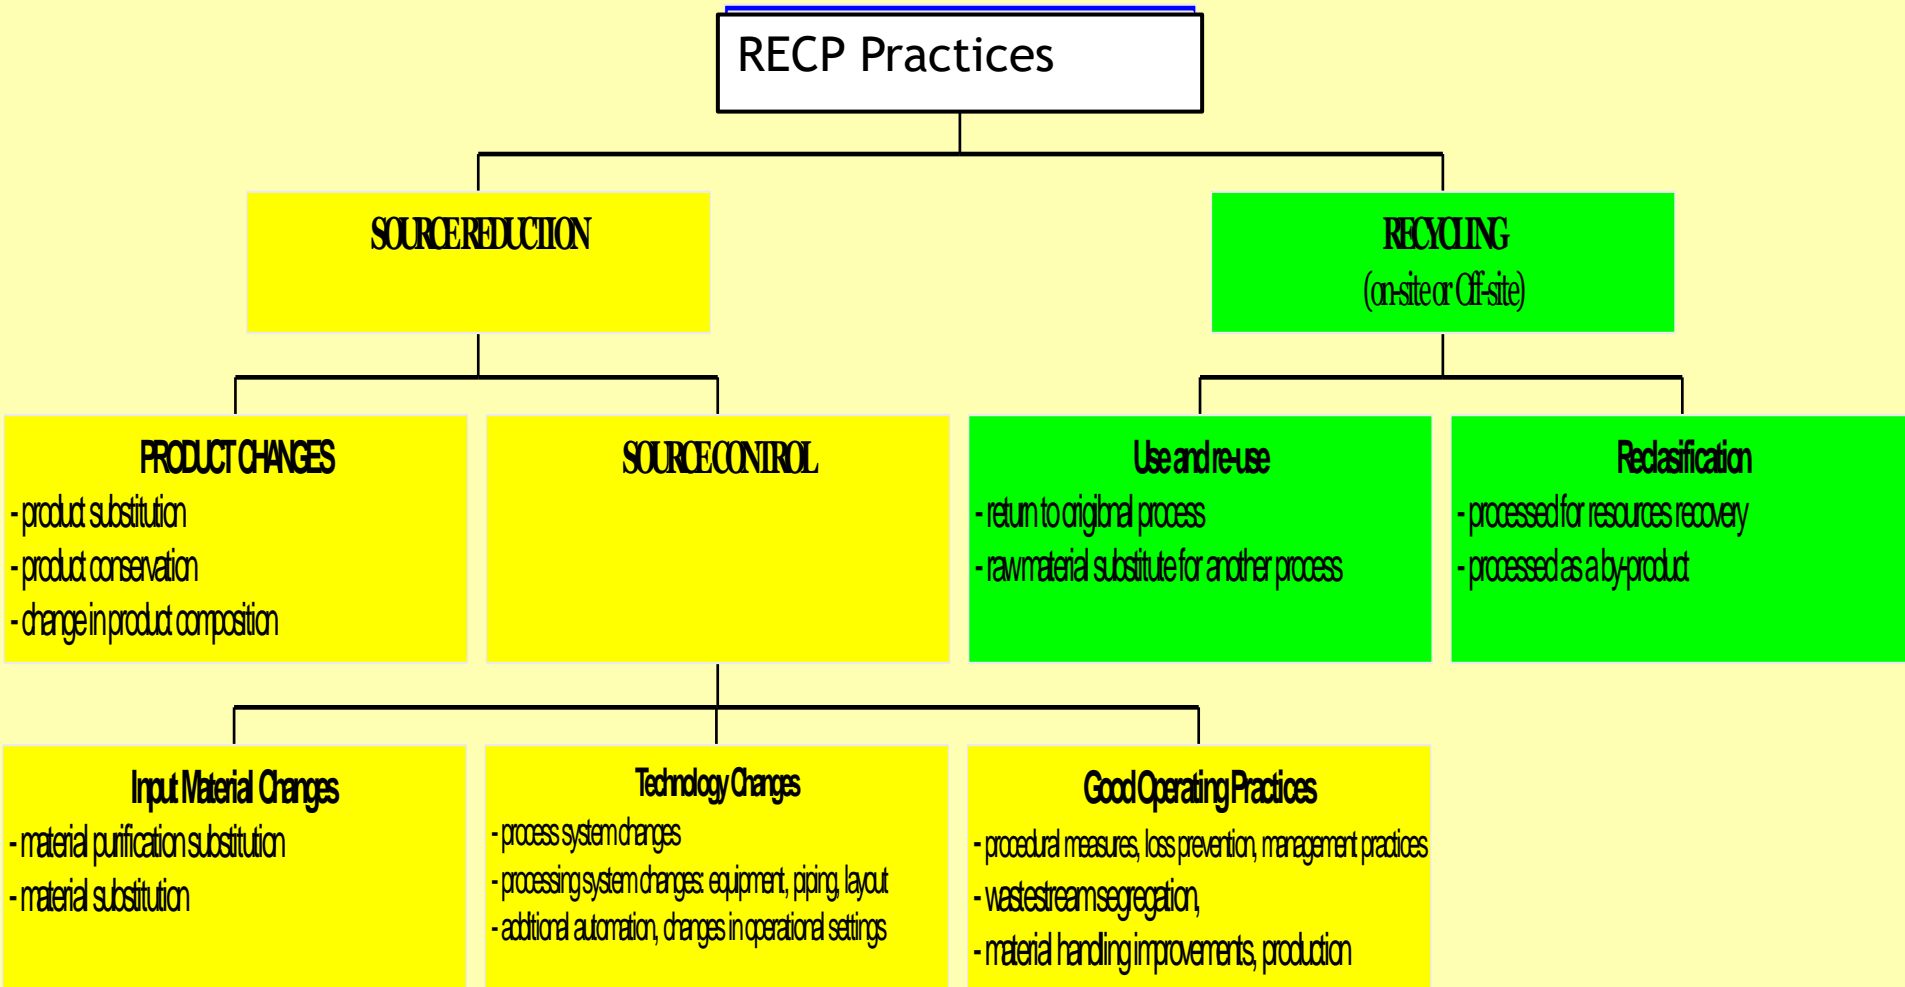 RECP Practices
SOURCE REDUCTION
RECYCLING
(on-site or Off-site)
PRODUCT CHANGES
- product substitution
- product conservation
- change in product composition
SOURCE CONTROL
Use and re-use
- return to origibnal process
- raw material substitute for another process
Reclasification
- processed for resources recovery
- processed as a by-product
Input Material Changes
- material purification substitution
- material substitution
Technology Changes
- process system changes
- processing system changes: equipment, piping, layout
- additional automation, changes in operational settings
Good Operating Practices
- procedural measures, loss prevention, management practices
- wastestream segregation,
- material handling improvements, production